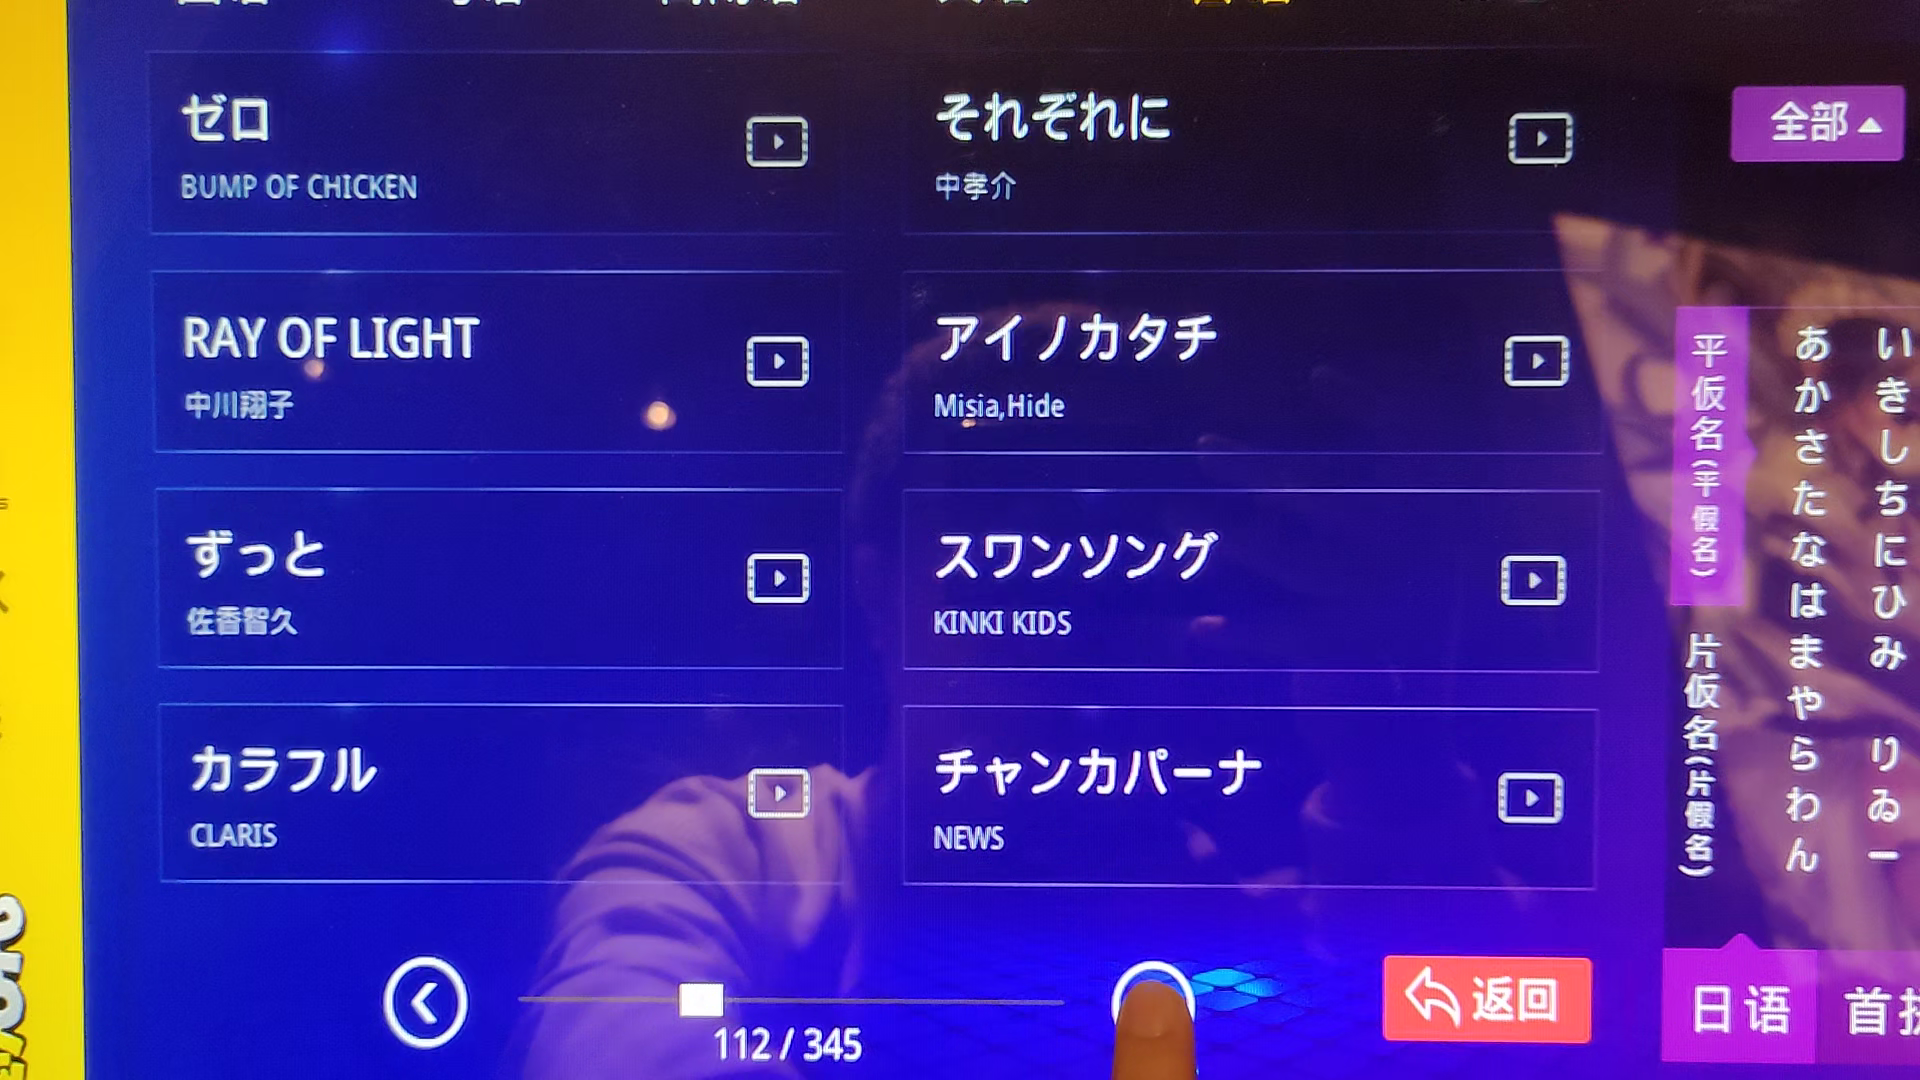 ゼロ
BUMP OF CHICKEN
それぞれに
中孝介
全部
RAY OF LIGHT
中川翔子
アイノカタチ
Misia,Hide
ずっと
佐香智久
スワンソング
KINKI KIDS
カラフル
CLARIS
チャンカパーナ
NEWS
平仮名(平假名)
片仮名(片假名)
あかさたなはまやらわん
いきしちにひみ りゐー
112 / 345
返回
日语
首